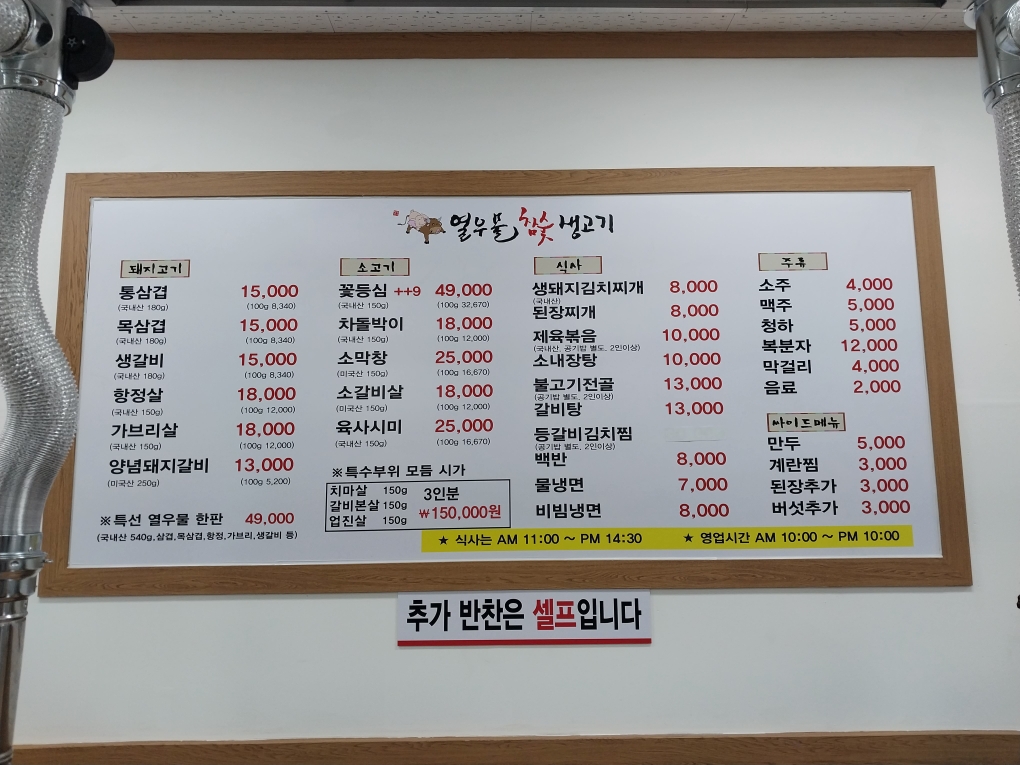 열우물 참숯 생고기
돼지고기
통삼겹 15,000
(국내산 180g) (100g 8,340)
목삼겹 15,000
(국내산 180g) (100g 8,340)
생갈비 15,000
(국내산 180g) (100g 8,340)
항정살 18,000
(국내산 150g) (100g 12,000)
가브리살 18,000
(국내산 150g) (100g 12,000)
양념돼지갈비 13,000
(미국산 250g) (100g 5,200)
※특선 열우물 한판 49,000
(국내산 540g,삼겹,목삼겹,항정,가브리,생갈비 등)
소고기
꽃등심 ++9 49,000
(국내산 150g) (100g 32,670)
차돌박이 18,000
(국내산 150g) (100g 12,000)
소막창 25,000
(미국산 150g) (100g 16,670)
소갈비살 18,000
(미국산 150g) (100g 12,000)
육사시미 25,000
(국내산 150g) (100g 16,670)
※특수부위 모듬 시가
치마살 150g
갈비본살 150g
업진살 150g
3인분
₩150,000원
식사
생돼지김치찌개 8,000
(국내산)
된장찌개 8,000
제육볶음 10,000
(국내산, 공기밥 별도, 2인이상)
소내장탕 10,000
불고기전골 13,000
(공기밥 별도, 2인이상)
갈비탕 13,000
등갈비김치찜
(공기밥 별도, 2인이상)
백반 8,000
물냉면 7,000
비빔냉면 8,000
주류
소주 4,000
맥주 5,000
청하 5,000
복분자 12,000
막걸리 4,000
음료 2,000
싸이드메뉴
만두 5,000
계란찜 3,000
된장추가 3,000
버섯추가 3,000
★ 식사는 AM 11:00 ~ PM 14:30 ★ 영업시간 AM 10:00 ~ PM 10:00
추가 반찬은 셀프입니다